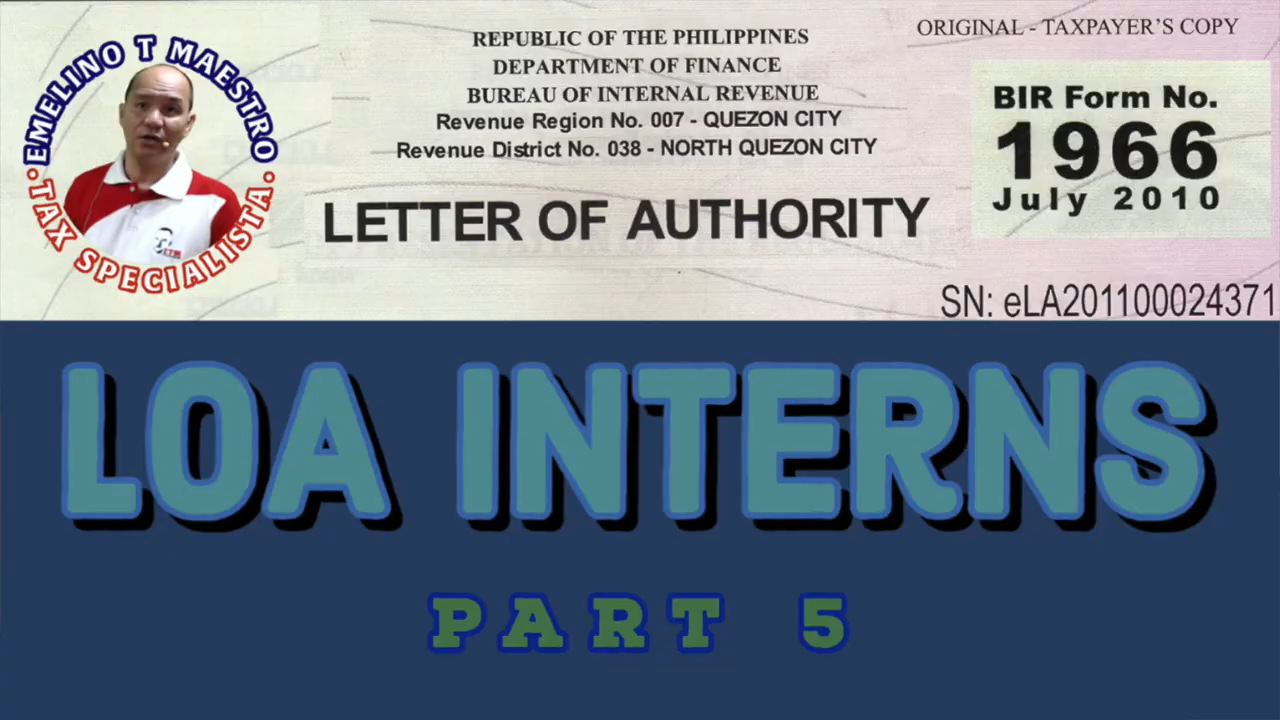 EMELINO T MAESTRO
• TAX SPECIALISTA •
REPUBLIC OF THE PHILIPPINES
DEPARTMENT OF FINANCE
BUREAU OF INTERNAL REVENUE
Revenue Region No. 007 - QUEZON CITY
Revenue District No. 038 - NORTH QUEZON CITY
LETTER OF AUTHORITY
ORIGINAL - TAXPAYER'S COPY
BIR Form No.
1966
July 2010
SN: eLA201100024371
LOA INTERNS
PART 5